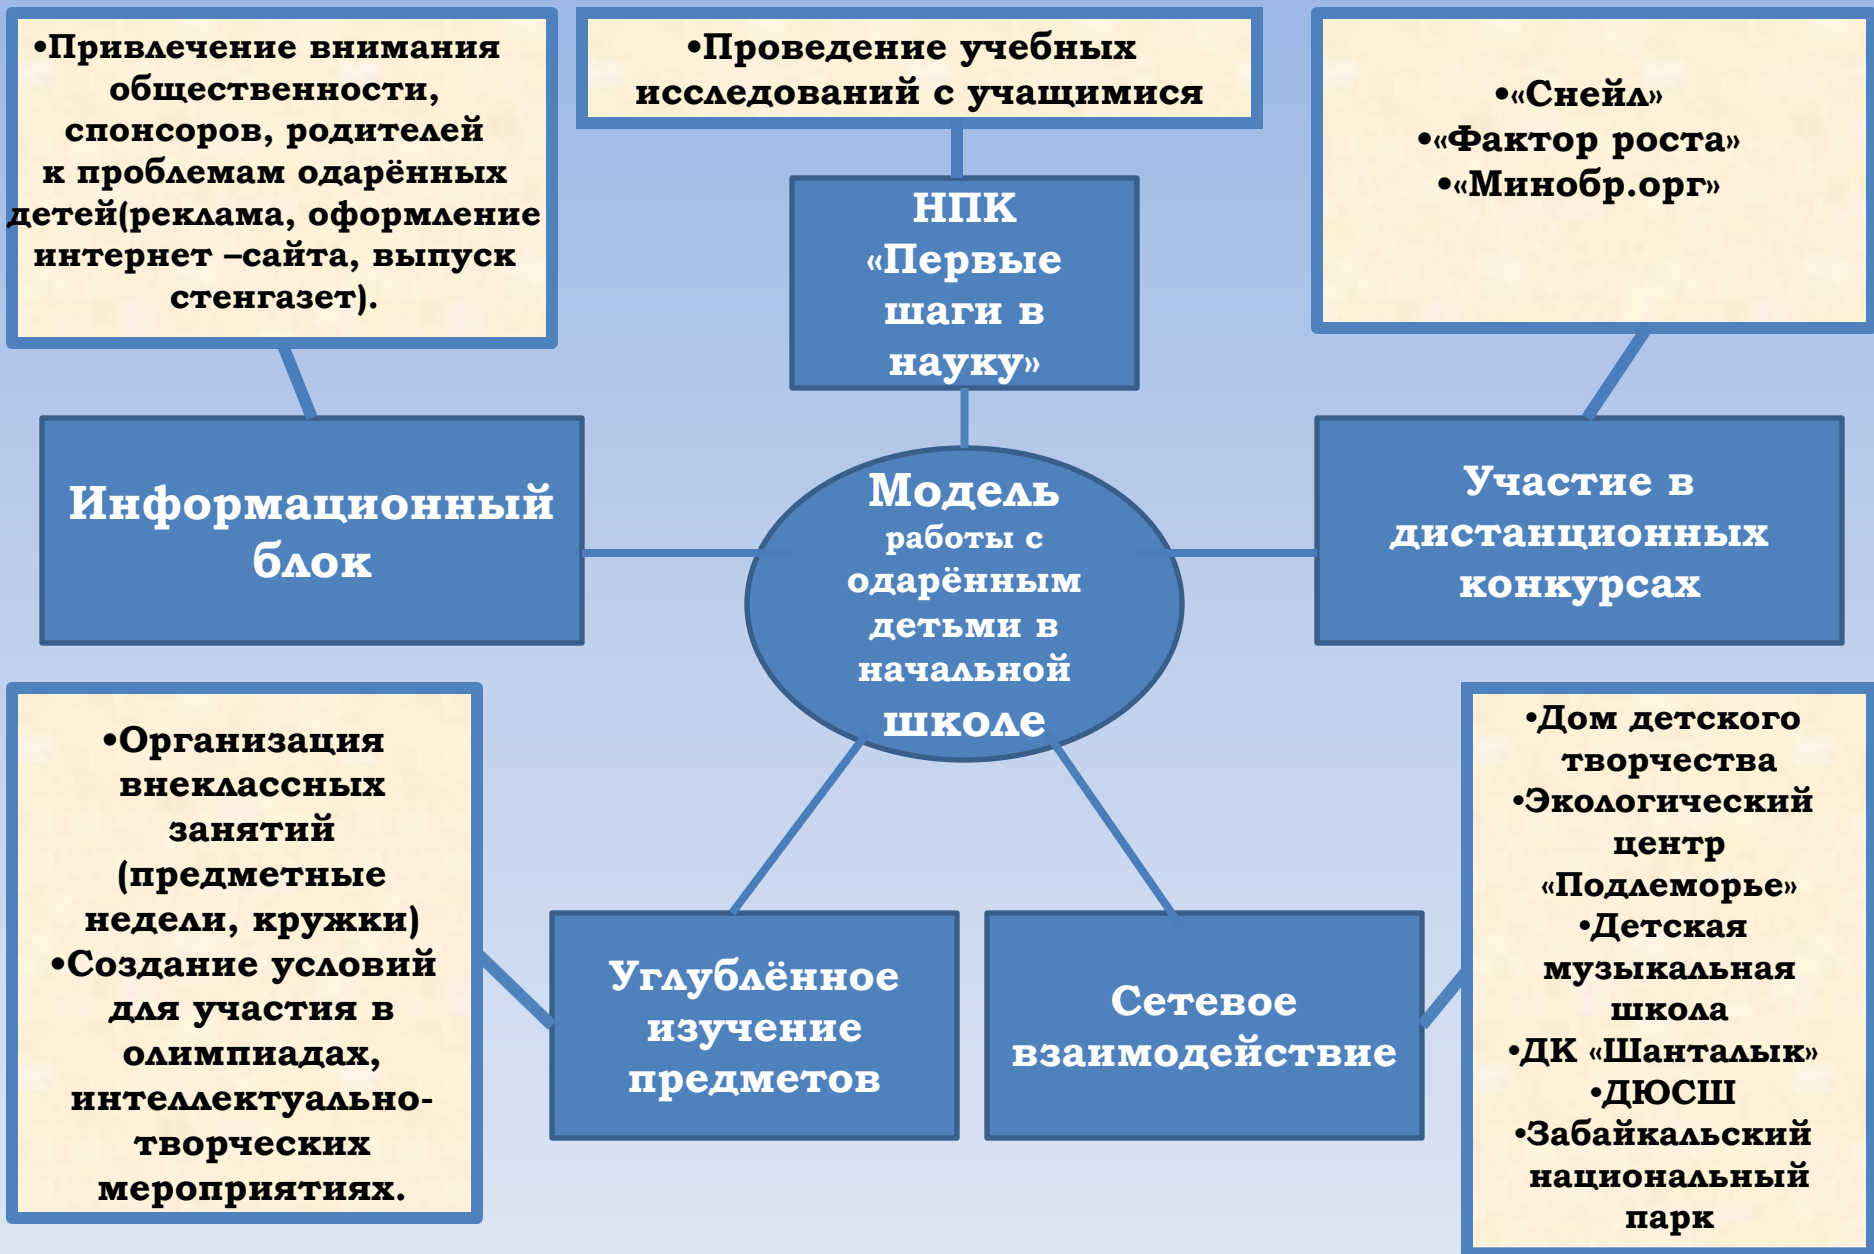 •Привлечение внимания
общественности,
спонсоров, родителей
к проблемам одарённых
детей(реклама, оформление
интернет –сайта, выпуск
стенгазет).
•Проведение учебных
исследований с учащимися
•«Снейл»
•«Фактор роста»
•«Минобр.орг»
НПК
«Первые
шаги в
науку»
Информационный
блок
Модель
работы с
одарённым
детьми в
начальной
школе
Участие в
дистанционных
конкурсах
•Организация
внеклассных
занятий
(предметные
недели, кружки)
•Создание условий
для участия в
олимпиадах,
интеллектуально-
творческих
мероприятиях.
Углублённое
изучение
предметов
Сетевое
взаимодействие
•Дом детского
творчества
•Экологический
центр
«Подлеморье»
•Детская
музыкальная
школа
•ДК «Шанталык»
•ДЮСШ
•Забайкальский
национальный
парк